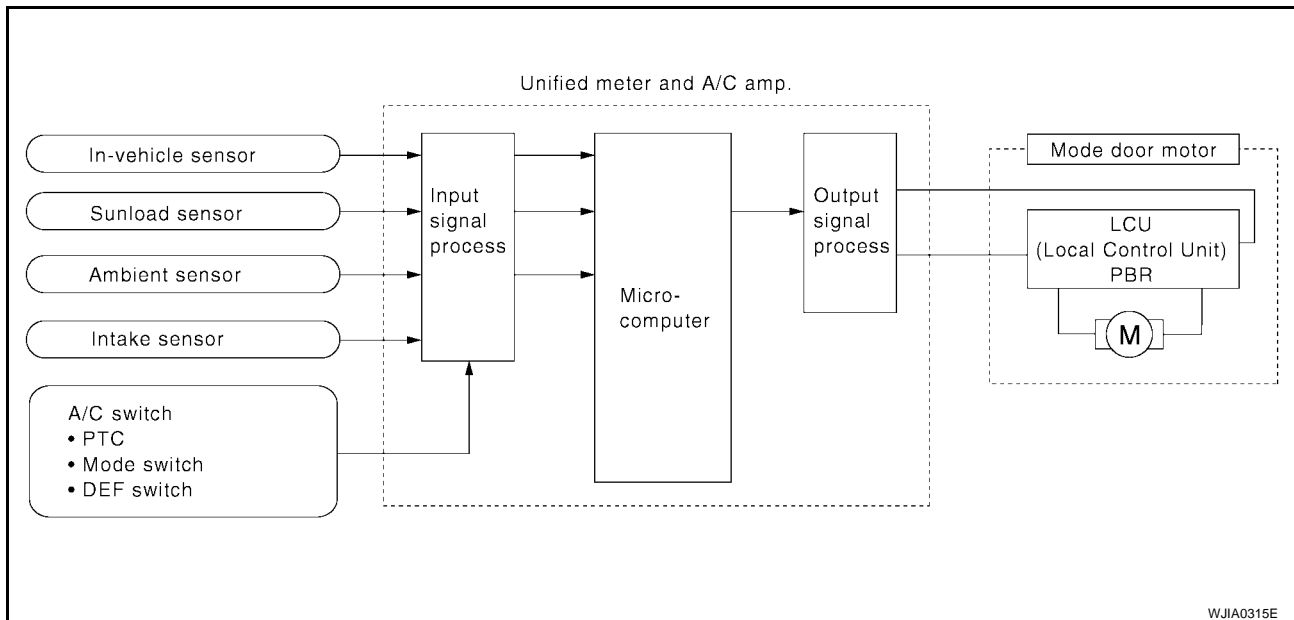 Unified meter and A/C amp.
In-vehicle sensor
Sunload sensor
Ambient sensor
Intake sensor
A/C switch
• PTC
• Mode switch
• DEF switch
Input
signal
process
Micro-
computer
Output
signal
process
Mode door motor
LCU
(Local Control Unit)
PBR
M
WJIA0315E